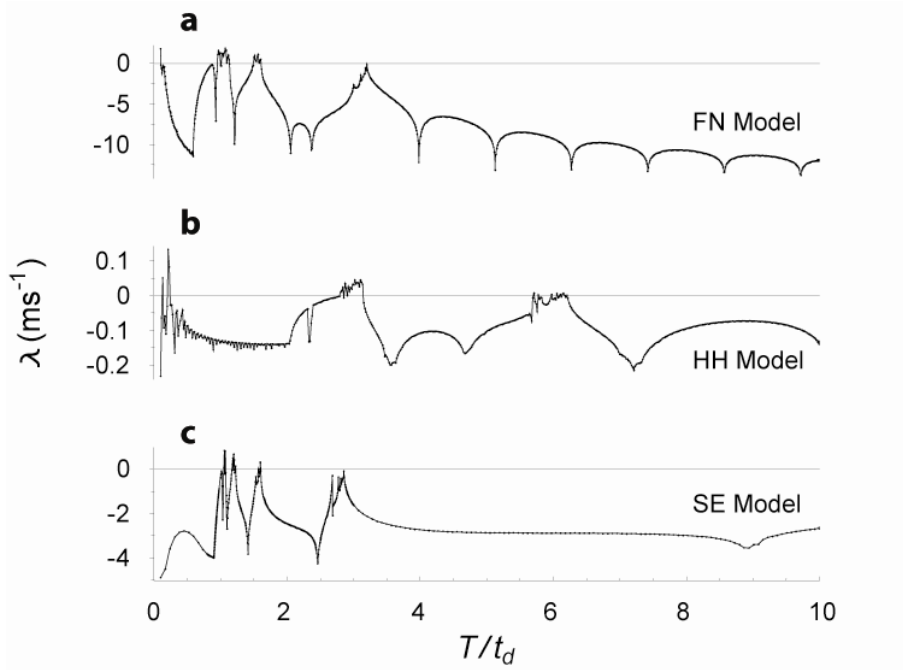 a
0
-5
-10
FN Model
b
0.1
0
-0.1
-0.2
HH Model
λ (ms⁻¹)
c
0
-2
-4
SE Model
0 2 4 6 8 10
T/t_d